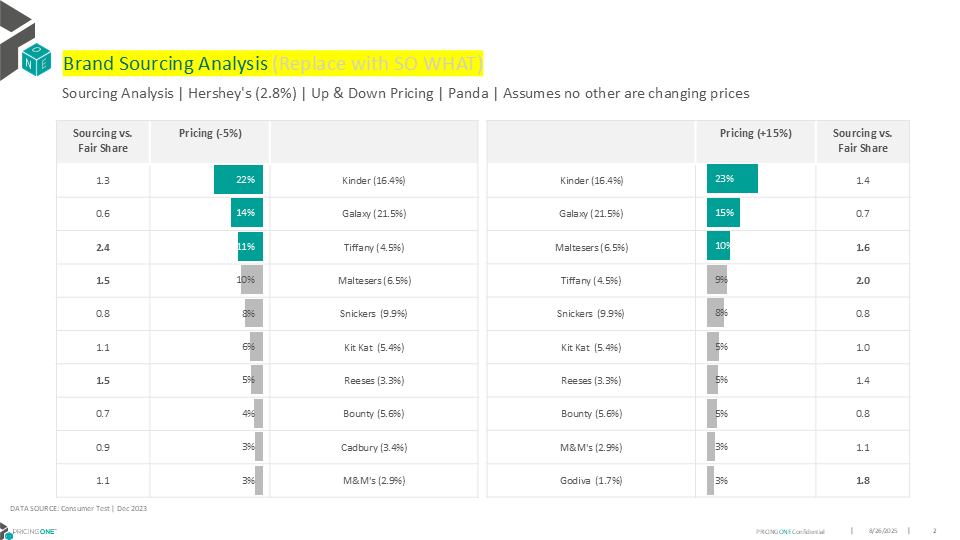 Brand Sourcing Analysis (Replace with SO WHAT)
Sourcing Analysis | Hershey's (2.8%) | Up & Down Pricing | Panda | Assumes no other are changing prices
Sourcing vs. Fair Share Pricing (-5%)
1.3 22% Kinder (16.4%)
0.6 14% Galaxy (21.5%)
2.4 11% Tiffany (4.5%)
1.5 10% Maltesers (6.5%)
0.8 8% Snickers (9.9%)
1.1 6% Kit Kat (5.4%)
1.5 5% Reeses (3.3%)
0.7 4% Bounty (5.6%)
0.9 3% Cadbury (3.4%)
1.1 3% M&M's (2.9%)
Pricing (+15%) Sourcing vs. Fair Share
Kinder (16.4%) 23% 1.4
Galaxy (21.5%) 15% 0.7
Maltesers (6.5%) 10% 1.6
Tiffany (4.5%) 9% 2.0
Snickers (9.9%) 8% 0.8
Kit Kat (5.4%) 5% 1.0
Reeses (3.3%) 5% 1.4
Bounty (5.6%) 5% 0.8
M&M's (2.9%) 3% 1.1
Godiva (1.7%) 3% 1.8
DATA SOURCE: Consumer Test | Dec 2023
PRICINGONE™
PRICINGONE Confidential | 8/26/2025 | 2
O
N E